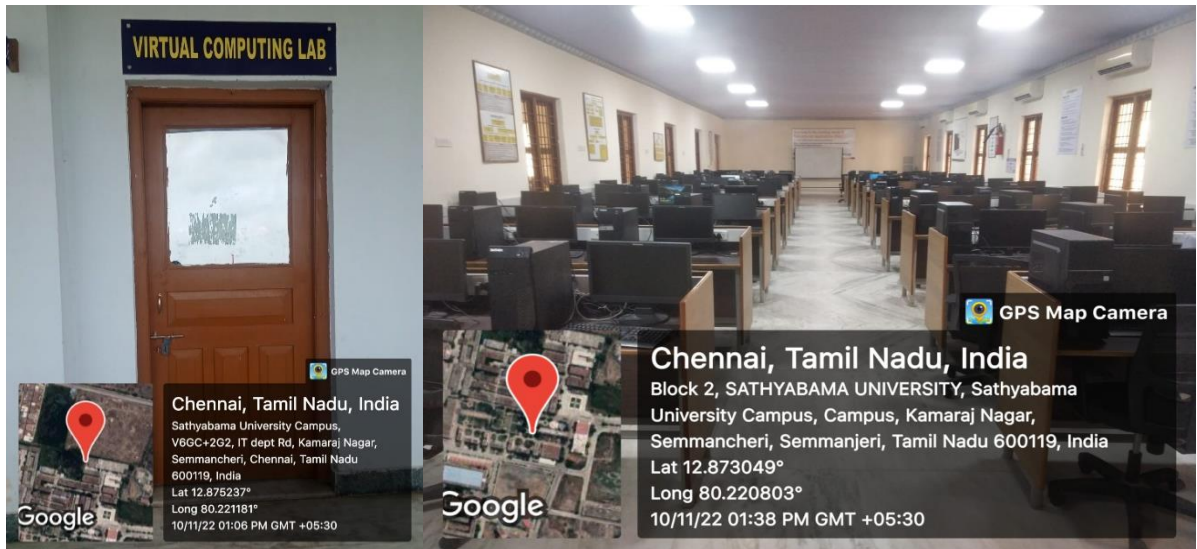 VIRTUAL COMPUTING LAB
GPS Map Camera
Chennai, Tamil Nadu, India
Sathyabama University Campus,
V6GC+2G2, IT dept Rd, Kamaraj Nagar,
Semmancheri, Chennai, Tamil Nadu
600119, India
Lat 12.875237°
Long 80.221181°
10/11/22 01:06 PM GMT +05:30
Google
GPS Map Camera
Chennai, Tamil Nadu, India
Block 2, SATHYABAMA UNIVERSITY, Sathyabama
University Campus, Campus, Kamaraj Nagar,
Semmancheri, Semmanjeri, Tamil Nadu 600119, India
Lat 12.873049°
Long 80.220803°
10/11/22 01:38 PM GMT +05:30
Google